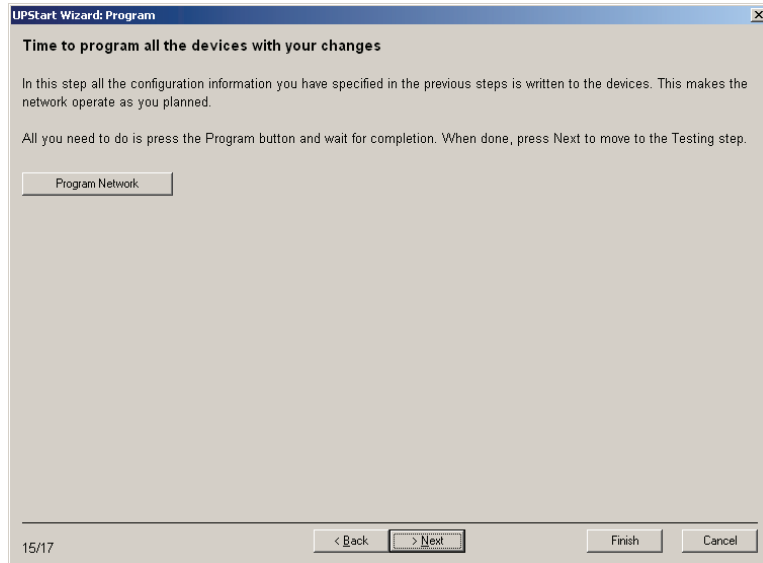 UPStart Wizard: Program
Time to program all the devices with your changes
In this step all the configuration information you have specified in the previous steps is written to the devices. This makes the
network operate as you planned.
All you need to do is press the Program button and wait for completion. When done, press Next to move to the Testing step.
Program Network
15/17
< Back
> Next
Finish
Cancel